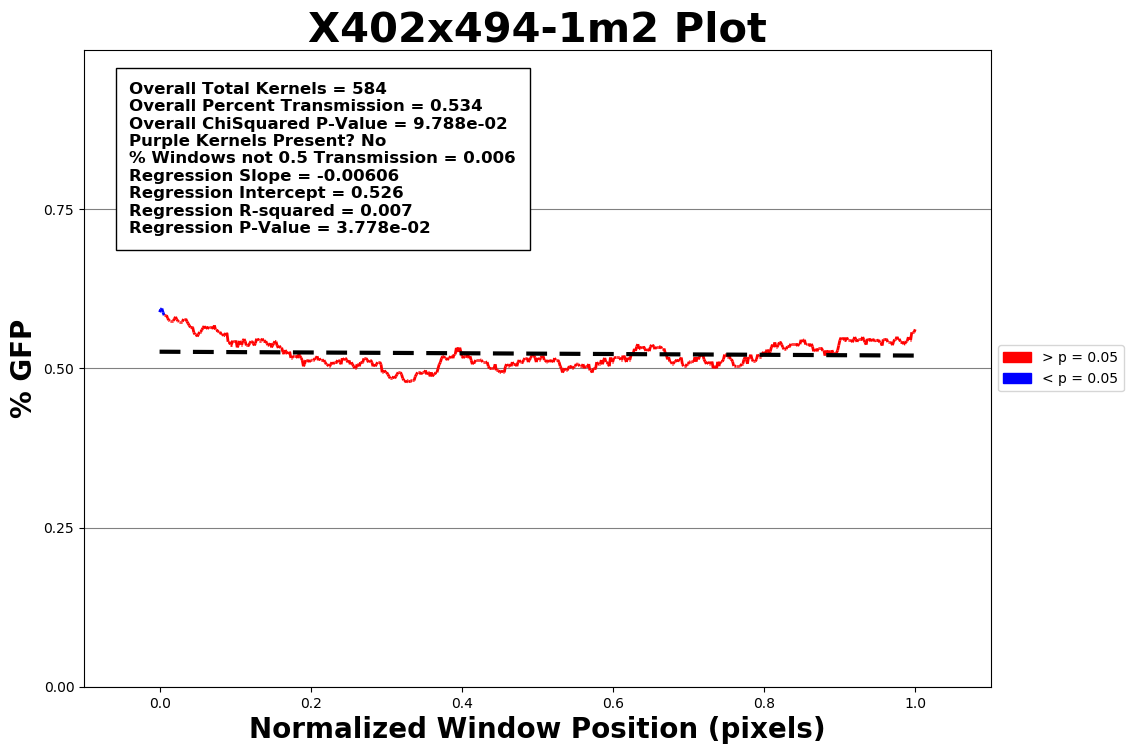 X402x494-1m2 Plot
Overall Total Kernels = 584
Overall Percent Transmission = 0.534
Overall ChiSquared P-Value = 9.788e-02
Purple Kernels Present? No
% Windows not 0.5 Transmission = 0.006
Regression Slope = -0.00606
Regression Intercept = 0.526
Regression R-squared = 0.007
Regression P-Value = 3.778e-02
% GFP
0.75
0.50
0.25
0.00
> p = 0.05
< p = 0.05
0.0 0.2 0.4 0.6 0.8 1.0
Normalized Window Position (pixels)